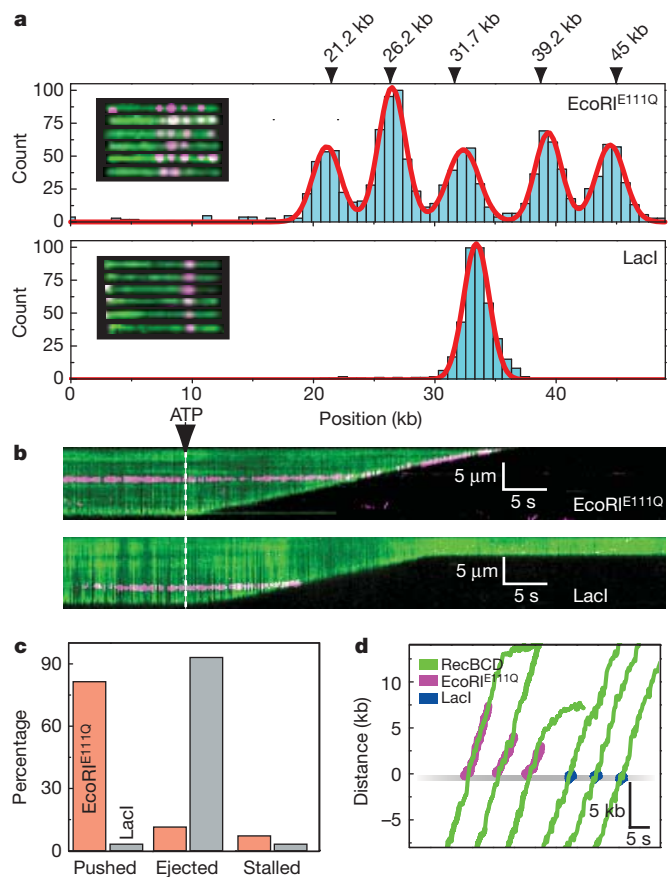 a
21.2 kb
26.2 kb
31.7 kb
39.2 kb
45 kb
100
75
50
25
0
Count
EcoRI^E111Q
100
75
50
25
0
Count
LacI
0 10 20 30 40
ATP
Position (kb)
b
5 μm
5 s
EcoRI^E111Q
5 μm
5 s
LacI
c
90
60
30
0
Percentage
EcoRI^E111Q
LacI
Pushed Ejected Stalled
d
RecBCD
EcoRI^E111Q
LacI
10
5
0
−5
Distance (kb)
5 kb
5 s